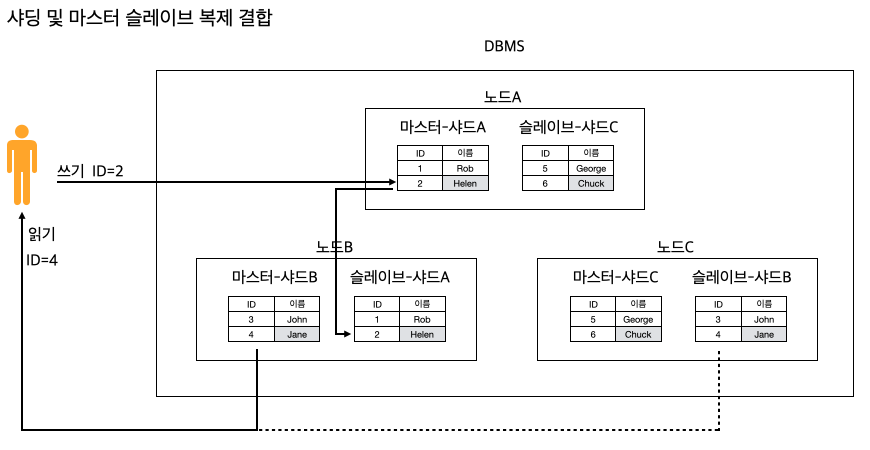 샤딩 및 마스터 슬레이브 복제 결합
DBMS
노드A
마스터-샤드A 슬레이브-샤드C
ID 이름 ID 이름
1 Rob 5 George
2 Helen 6 Chuck
쓰기 ID=2
읽기
ID=4
노드B 노드C
마스터-샤드B 슬레이브-샤드A 마스터-샤드C 슬레이브-샤드B
ID 이름 ID 이름 ID 이름 ID 이름
3 John 1 Rob 5 George 3 John
4 Jane 2 Helen 6 Chuck 4 Jane